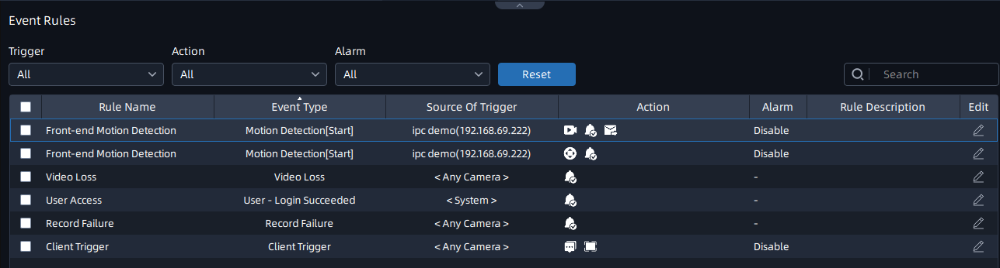 Event Rules
Trigger Action Alarm
All All All Reset Search
Rule Name Event Type Source Of Trigger Action Alarm Rule Description Edit
Front-end Motion Detection Motion Detection[Start] ipc demo(192.168.69.222) Disable
Front-end Motion Detection Motion Detection[Start] ipc demo(192.168.69.222) Disable
Video Loss Video Loss < Any Camera > -
User Access User - Login Succeeded < System > -
Record Failure Record Failure < Any Camera > -
Client Trigger Client Trigger < Any Camera > Disable